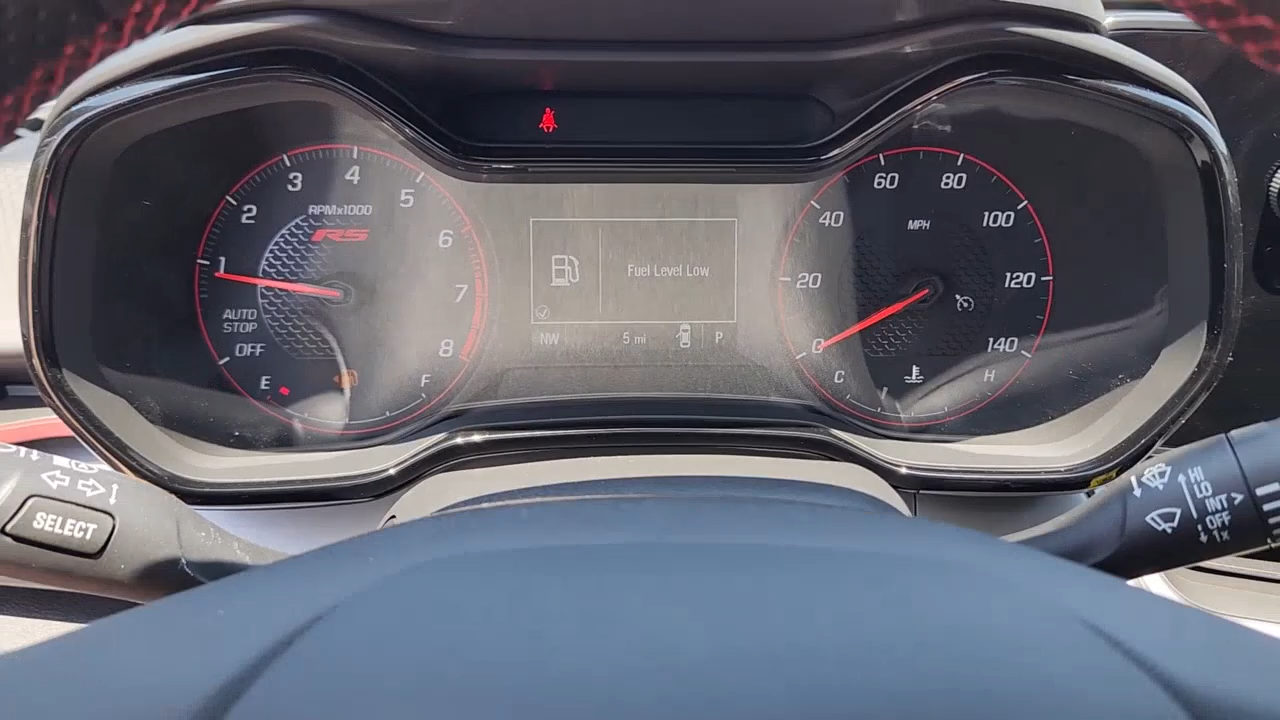 1
2
3
4
5
6
7
8
RPMx1000
RS
AUTO
STOP
OFF
E
F
Fuel Level Low
NW 5 mi P
0
20
40
60
80
100
120
140
MPH
C
H
SELECT
HI
LO
INT
OFF
1x